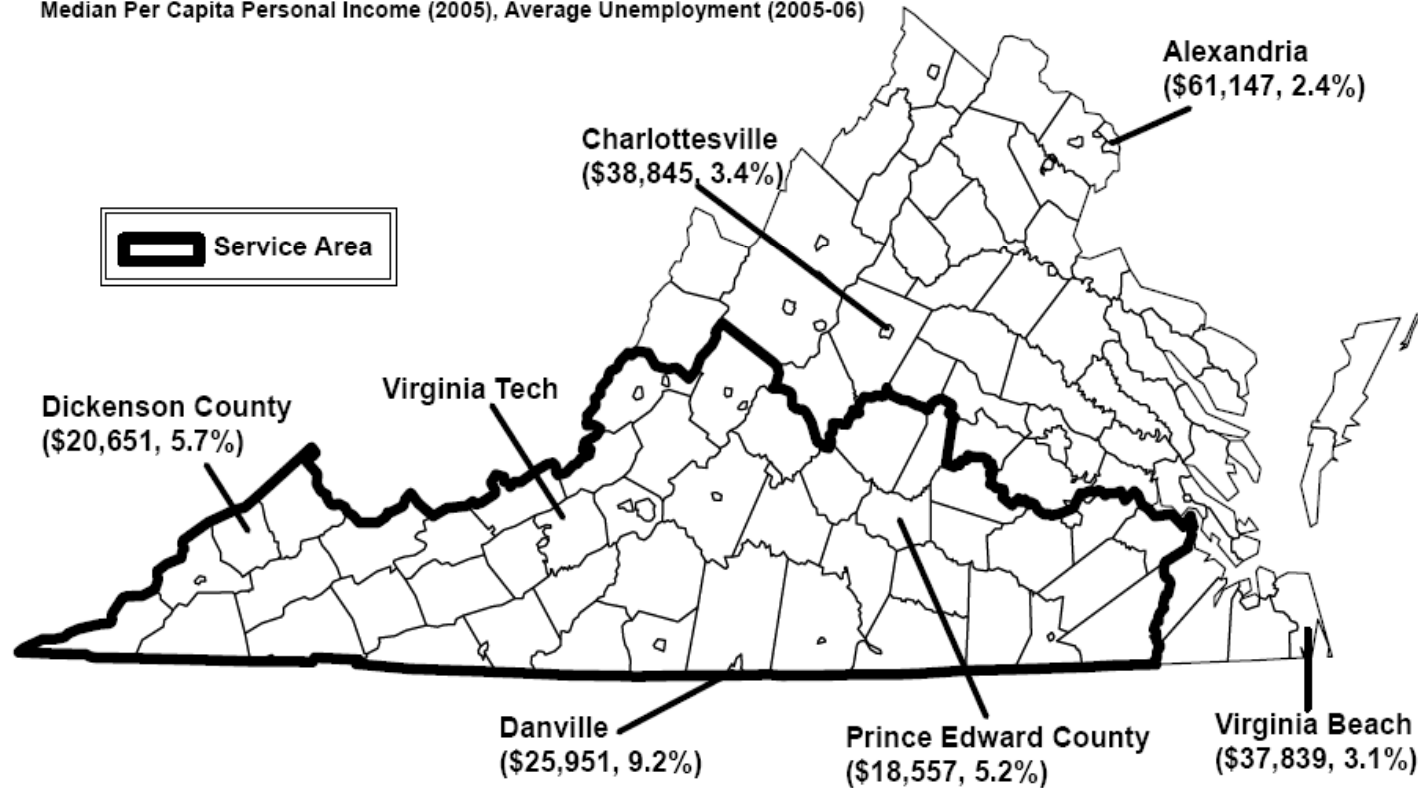 Median Per Capita Personal Income (2005), Average Unemployment (2005-06)
Alexandria
($61,147, 2.4%)
Charlottesville
($38,845, 3.4%)
Service Area
Virginia Tech
Dickenson County
($20,651, 5.7%)
Danville
($25,951, 9.2%)
Prince Edward County
($18,557, 5.2%)
Virginia Beach
($37,839, 3.1%)